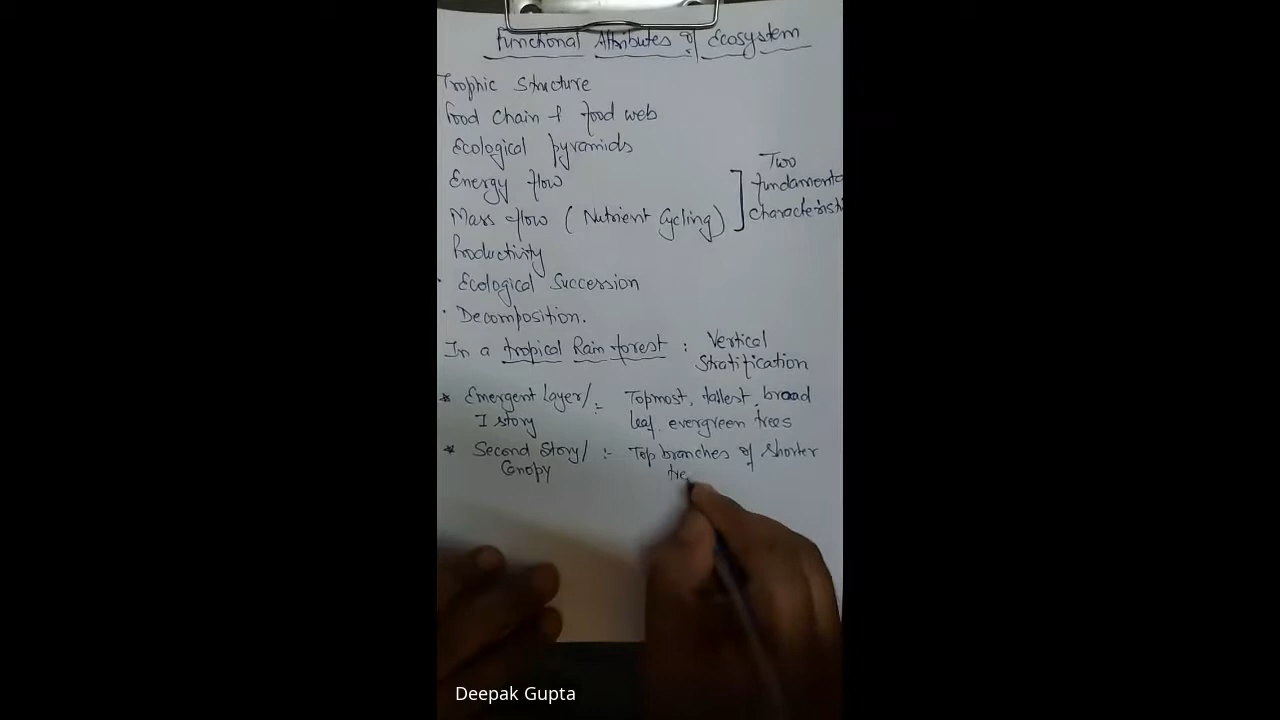 Functional Attributes of Ecosystem
Trophic Structure
Food Chain + food web
Ecological pyramids
Energy flow
Mass flow ( Nutrient Cycling )
Two
fundamenta
characteristi
Productivity
· Ecological Succession
· Decomposition.
In a tropical Rain forest : Vertical
Stratification
* Emergent Layer/ :- Topmost, tallest, broad
I story leaf, evergreen trees
* Second Story/ :- Top branches of shorter
Canopy tre
Deepak Gupta